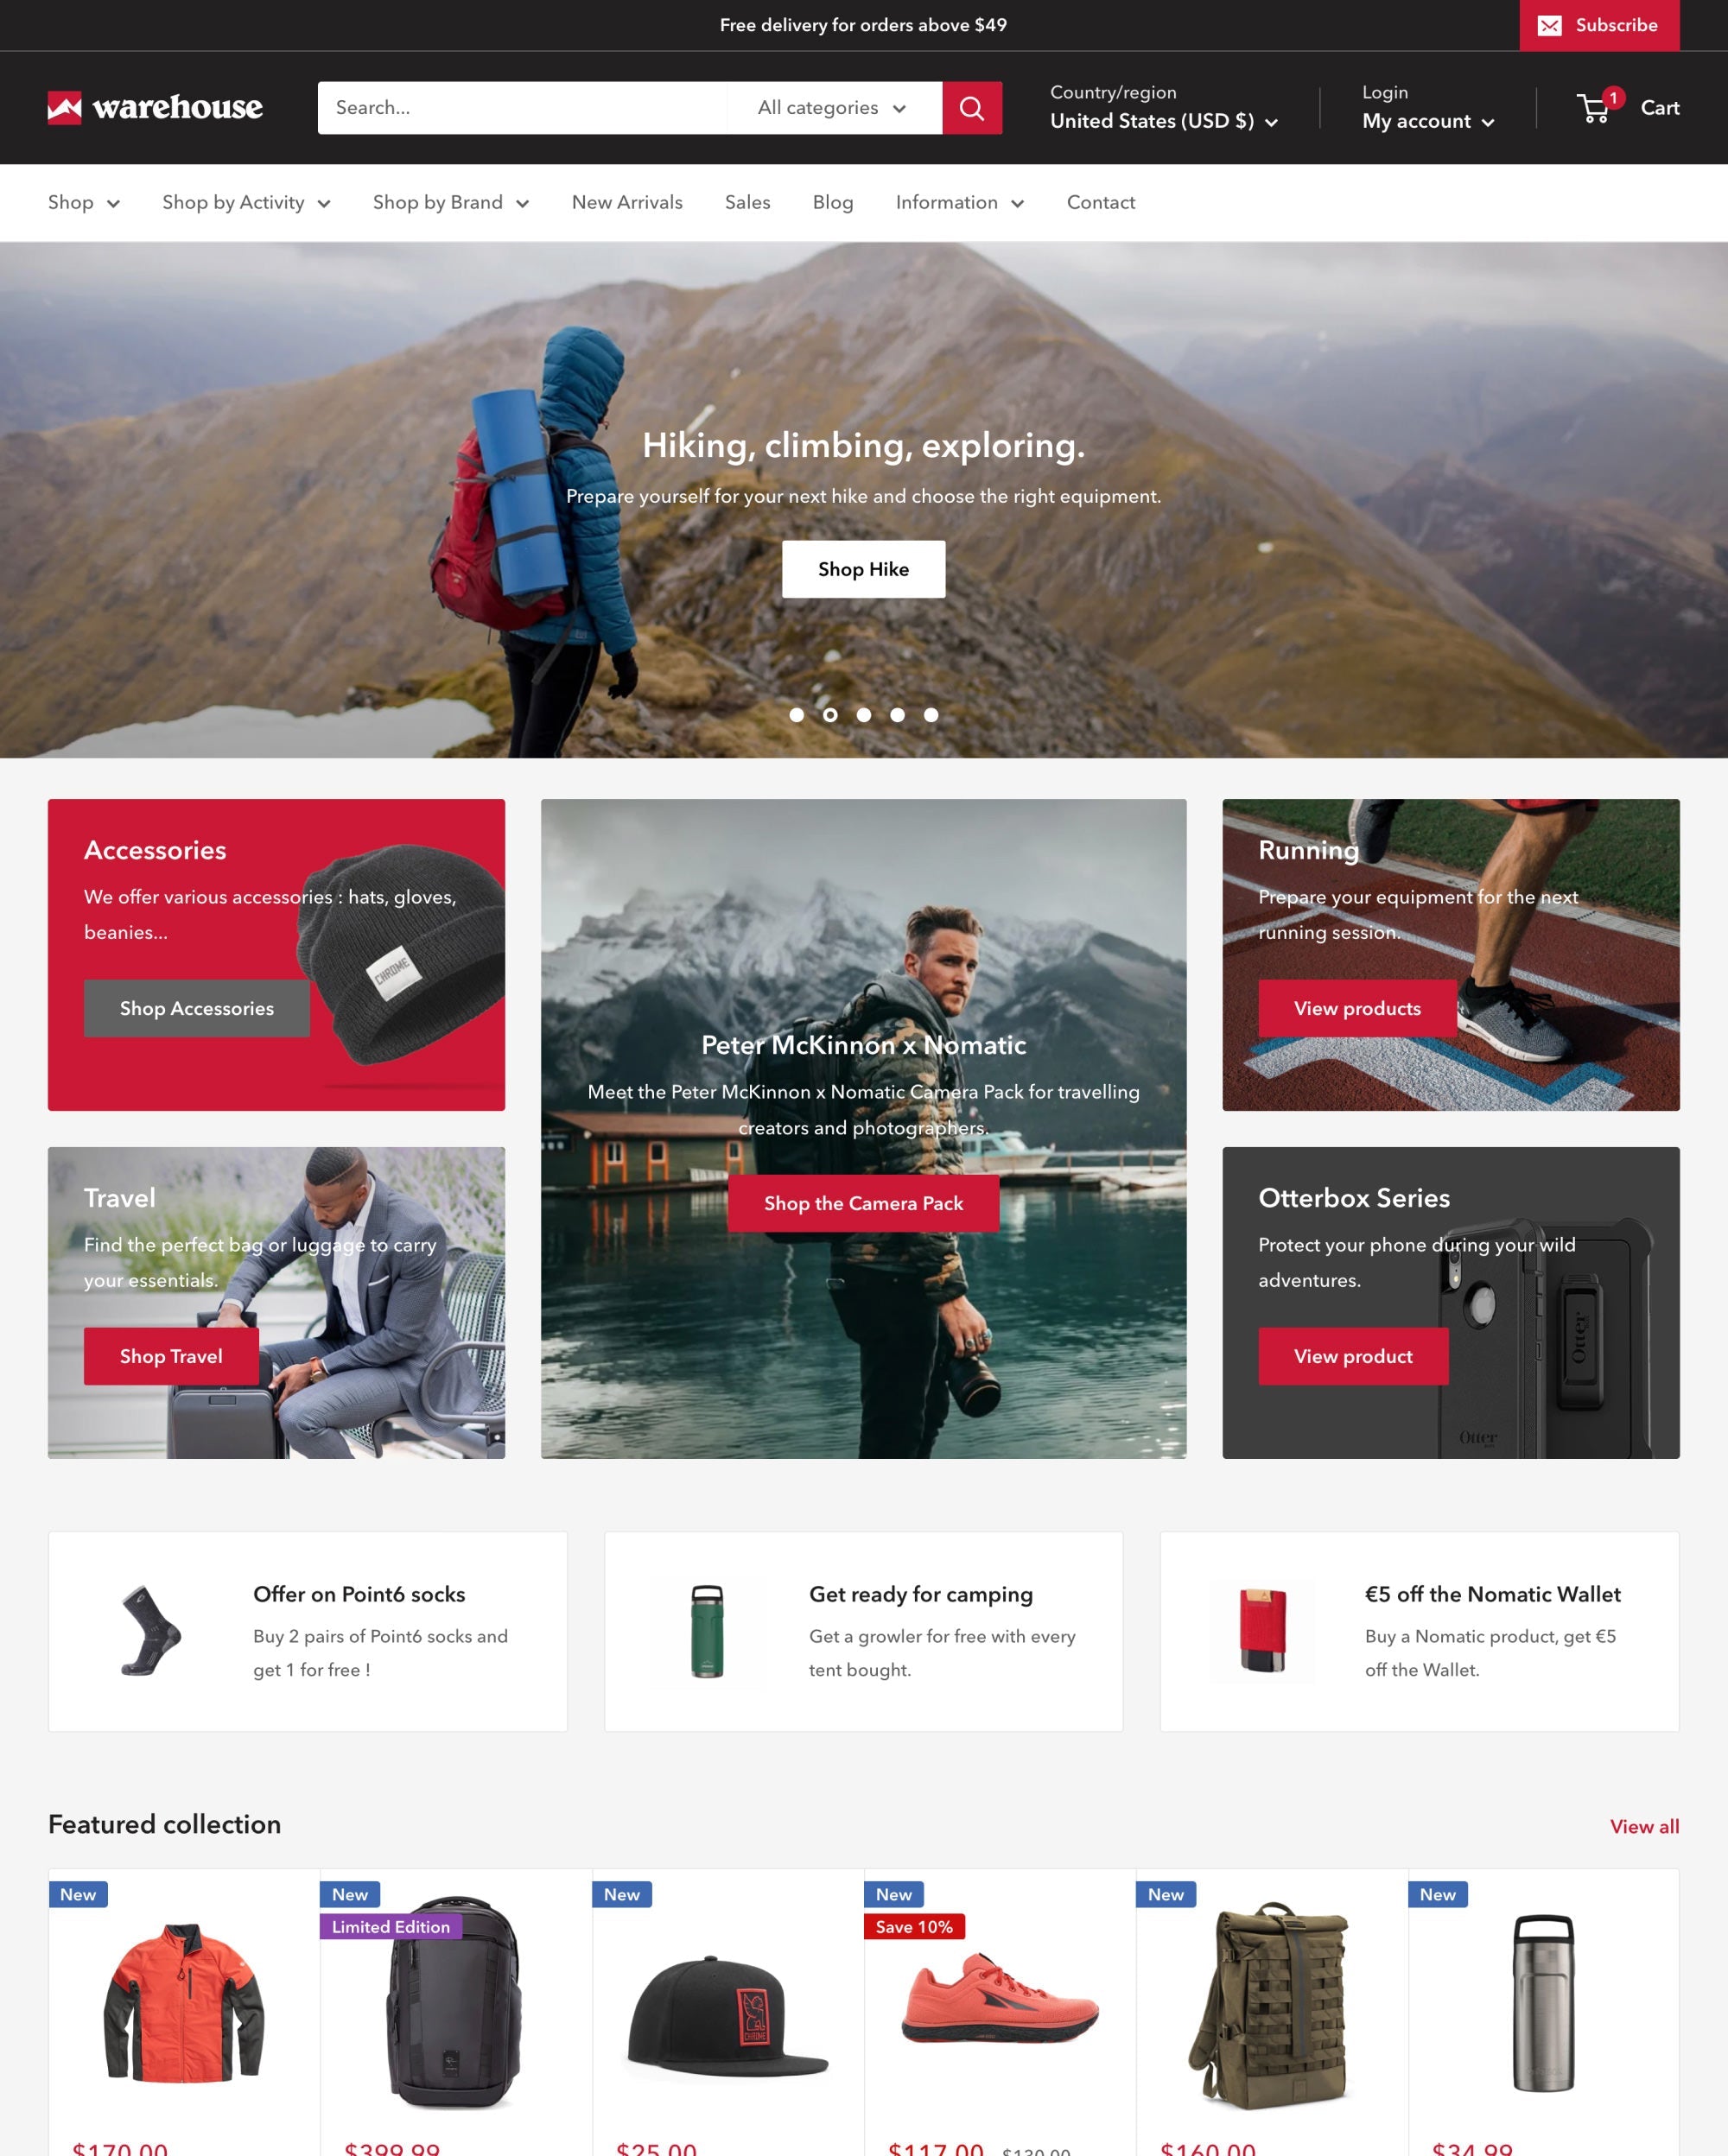 Free delivery for orders above $49
Subscribe
warehouse
Search...
All categories
Country/region
United States (USD $)
Login
My account
1
Cart
Shop
Shop by Activity
Shop by Brand
New Arrivals
Sales
Blog
Information
Contact
Hiking, climbing, exploring.
Prepare yourself for your next hike and choose the right equipment.
Shop Hike
Accessories
We offer various accessories : hats, gloves,
beanies...
Shop Accessories
CHROME
Travel
Find the perfect bag or luggage to carry
your essentials.
Shop Travel
Peter McKinnon x Nomatic
Meet the Peter McKinnon x Nomatic Camera Pack for travelling
creators and photographers.
Shop the Camera Pack
Running
Prepare your equipment for the next
running session.
View products
Otterbox Series
Protect your phone during your wild
adventures.
View product
Otter
Otter
Offer on Point6 socks
Buy 2 pairs of Point6 socks and
get 1 for free !
Get ready for camping
Get a growler for free with every
tent bought.
€5 off the Nomatic Wallet
Buy a Nomatic product, get €5
off the Wallet.
Featured collection
View all
New
$170.00
New
Limited Edition
$399.99
New
CHROME
$25.00
New
Save 10%
$117.00 $130.00
New
$160.00
New
$34.99